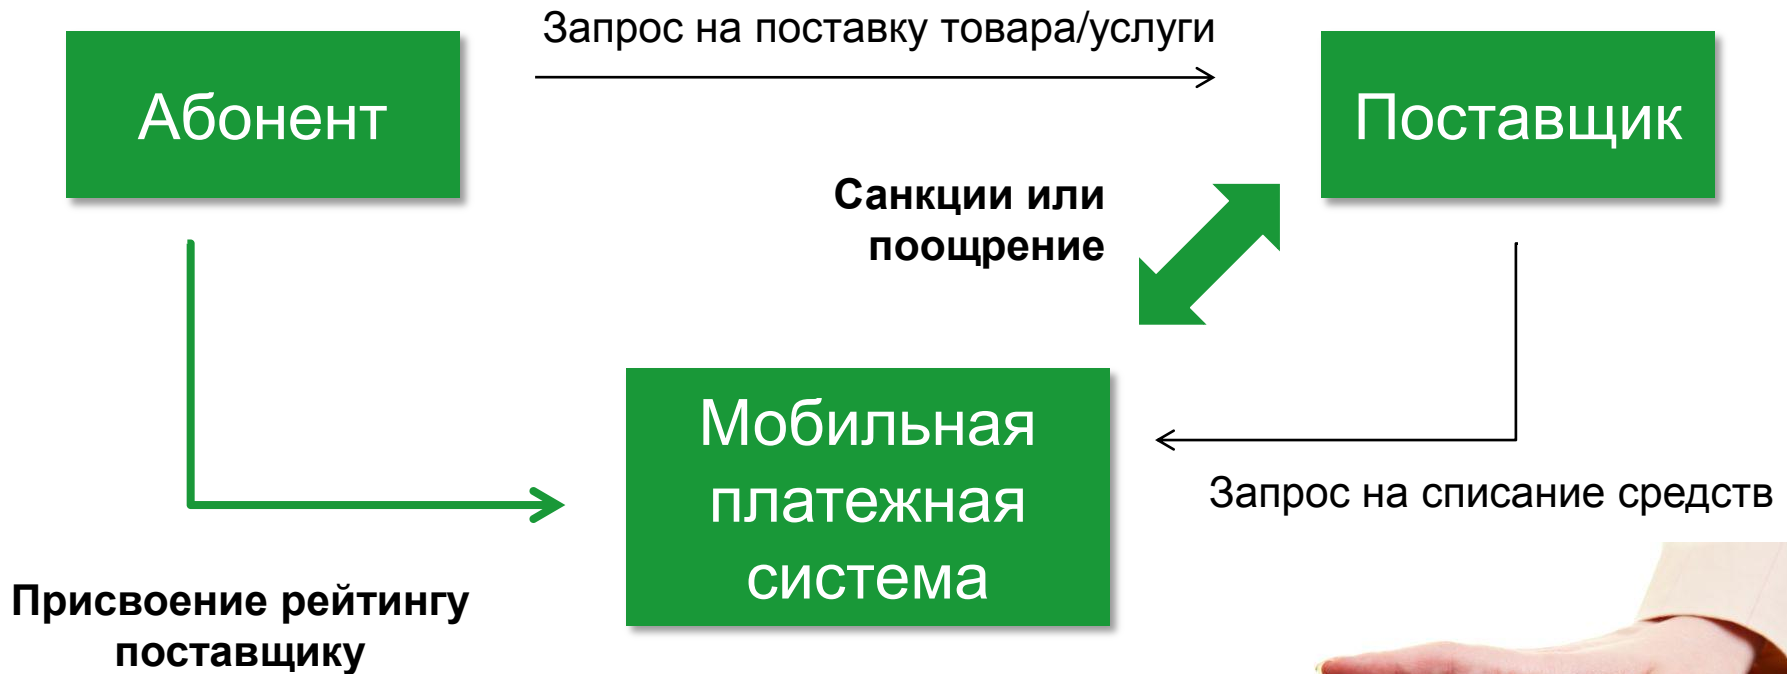 Запрос на поставку товара/услуги
Абонент
Поставщик
Санкции или
поощрение
Мобильная
платежная
система
Запрос на списание средств
Присвоение рейтингу
поставщику